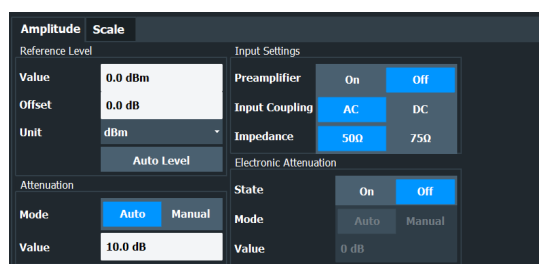 Amplitude Scale
Reference Level
Value 0.0 dBm
Offset 0.0 dB
Unit dBm
Auto Level
Attenuation
Mode Auto Manual
Value 10.0 dB
Input Settings
Preamplifier On Off
Input Coupling AC DC
Impedance 50Ω 75Ω
Electronic Attenuation
State On Off
Mode Auto Manual
Value 0 dB